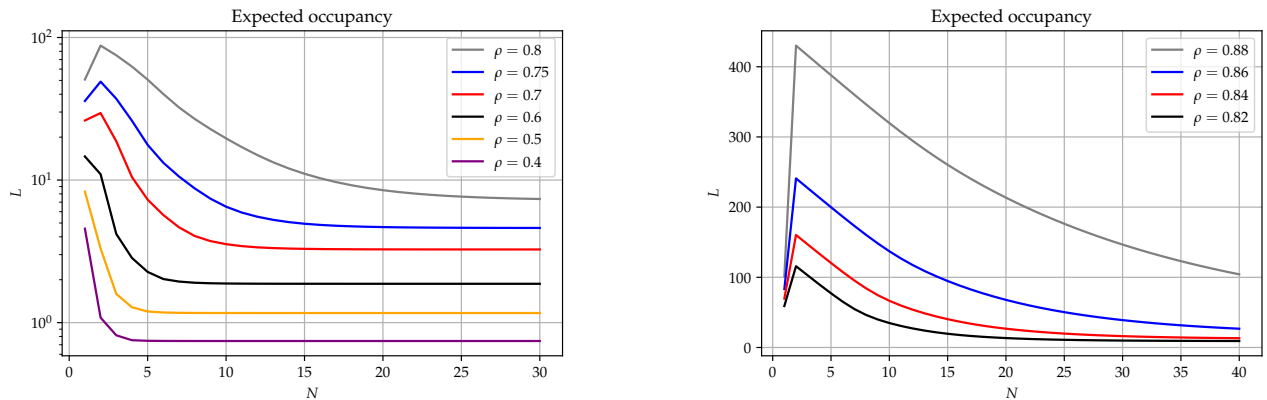 Expected occupancy
10²
10¹
10⁰
L
0 5 10 15 20 25 30
N
ρ = 0.8
ρ = 0.75
ρ = 0.7
ρ = 0.6
ρ = 0.5
ρ = 0.4
Expected occupancy
400
300
200
100
0
L
0 5 10 15 20 25 30 35 40
N
ρ = 0.88
ρ = 0.86
ρ = 0.84
ρ = 0.82